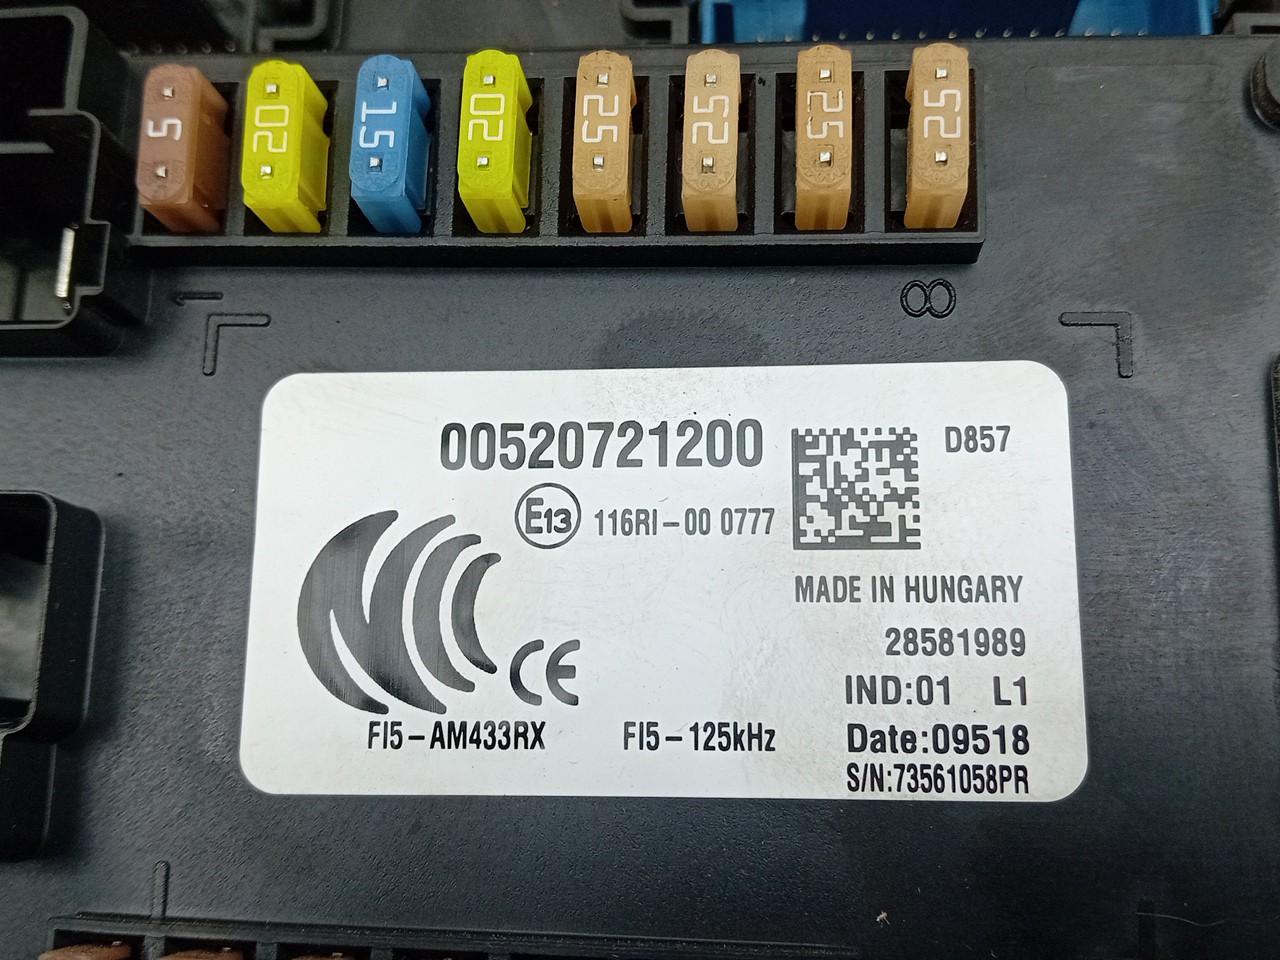 5 20 15 20 25 25 25 25
8
00520721200
D857
E13 116RI-00 0777
MADE IN HUNGARY
28581989
CE
IND:01 L1
FI5-AM433RX FI5-125kHz Date:09518
S/N:73561058PR